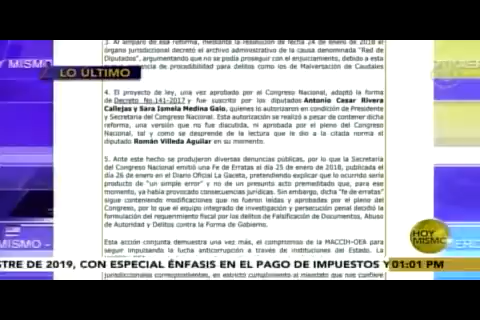 3. Al amparo de esa reforma, mediante la resolución de fecha 24 de enero de 2018 el
órgano jurisdiccional decretó el archivo administrativo de la causa denominada "Red de
Diputados", argumentando que no se podía proseguir con el enjuiciamiento, debido a esta
de procedibilidad para delitos como los de Malversación de Caudales
MISMO
LO ÚLTIMO
4. El proyecto de ley, una vez aprobado por el Congreso Nacional, adoptó la forma
de Decreto No.141-2017 y fue suscrito por los diputados Antonio Cesar Rivera
Callejas y Sara Ismela Medina Galo, quienes lo autorizaron en condición de Presidente
y Secretaria del Congreso Nacional. Esta autorización se realizó a pesar de contener dicha
reforma, una versión que no fue discutida, ni aprobada por el pleno del Congreso
Nacional, tal y como se desprende de la lectura que le dio a la citada norma el
diputado Román Villeda Aguilar en su momento.
5. Ante este hecho se produjeron diversas denuncias públicas, por lo que la Secretaría
del Congreso Nacional emitió una Fe de Erratas el día 25 de enero de 2018, publicada el
día 26 de enero en el Diario Oficial La Gaceta, pretendiendo explicar que lo ocurrido sería
producto de "un simple error" y no de un presunto acto premeditado que, para ese
momento, ya había provocado consecuencias jurídicas. Sin embargo, dicha "fe de erratas"
sigue conteniendo modificaciones que no fueron leídas y aprobadas por el pleno del
Congreso, por lo que el equipo integrado de investigación y persecución penal decidió la
formulación del requerimiento fiscal por los delitos de Falsificación de Documentos, Abuso
de Autoridad y Delitos contra la Forma de Gobierno.
Esta acción conjunta demuestra una vez más, el compromiso de la MACCIH-OEA para
seguir impulsando la lucha anticorrupción a través de instituciones del Estado. La
HOY
MISMO
STRE DE 2019, CON ESPECIAL ÉNFASIS EN EL PAGO DE IMPUESTOS Y
01:01 PM
jurisdiccionales correspondientes, en estricto cumplimiento al mandato que nos confiere